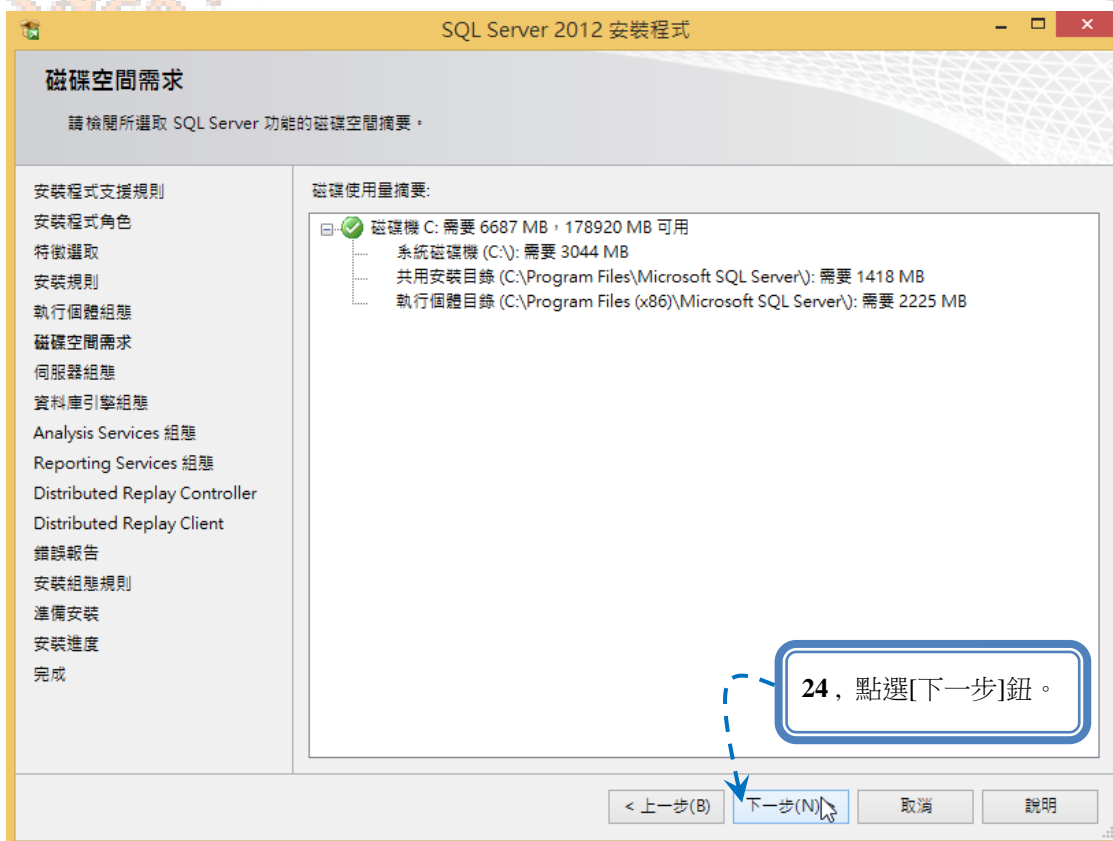 SQL Server 2012 安裝程式
磁碟空間需求
請檢閱所選取 SQL Server 功能的磁碟空間摘要。
安裝程式支援規則
安裝程式角色
特徵選取
安裝規則
執行個體組態
磁碟空間需求
伺服器組態
資料庫引擎組態
Analysis Services 組態
Reporting Services 組態
Distributed Replay Controller
Distributed Replay Client
錯誤報告
安裝組態規則
準備安裝
安裝進度
完成
磁碟使用量摘要:
磁碟機 C: 需要 6687 MB，178920 MB 可用
系統磁碟機 (C:\): 需要 3044 MB
共用安裝目錄 (C:\Program Files\Microsoft SQL Server\): 需要 1418 MB
執行個體目錄 (C:\Program Files (x86)\Microsoft SQL Server\): 需要 2225 MB
24 , 點選[下一步]鈕。
< 上一步(B)
下一步(N)
取消
說明